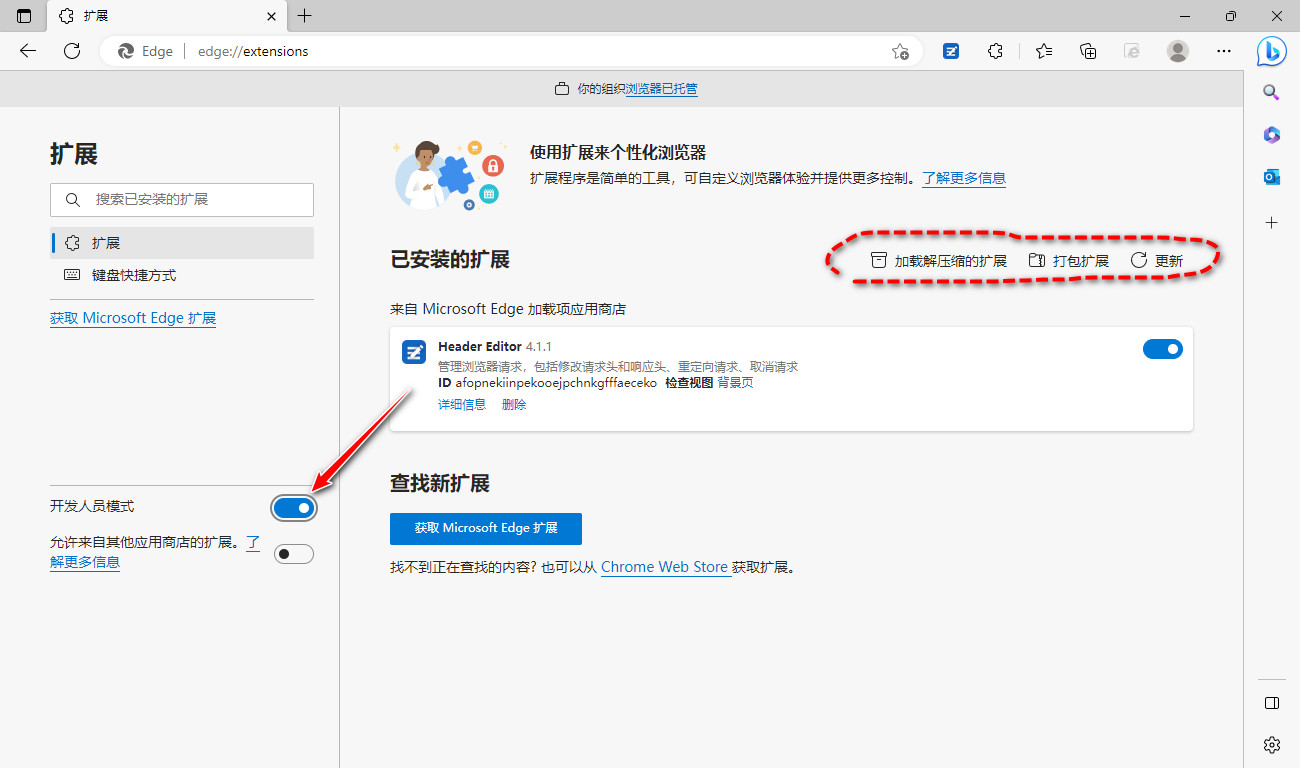 扩展
Edge
edge://extensions
你的组织浏览器已托管
扩展
搜索已安装的扩展
扩展
键盘快捷方式
获取 Microsoft Edge 扩展
开发人员模式
允许来自其他应用商店的扩展。了
解更多信息
使用扩展来个性化浏览器
扩展程序是简单的工具，可自定义浏览器体验并提供更多控制。了解更多信息
已安装的扩展
加载解压缩的扩展
打包扩展
更新
来自 Microsoft Edge 加载项应用商店
Header Editor 4.1.1
管理浏览器请求，包括修改请求头和响应头、重定向请求、取消请求
ID afopnekiinpekooejpchnkgfffaeceko 检查视图 背景页
详细信息 删除
查找新扩展
获取 Microsoft Edge 扩展
找不到正在查找的内容? 也可以从 Chrome Web Store 获取扩展。